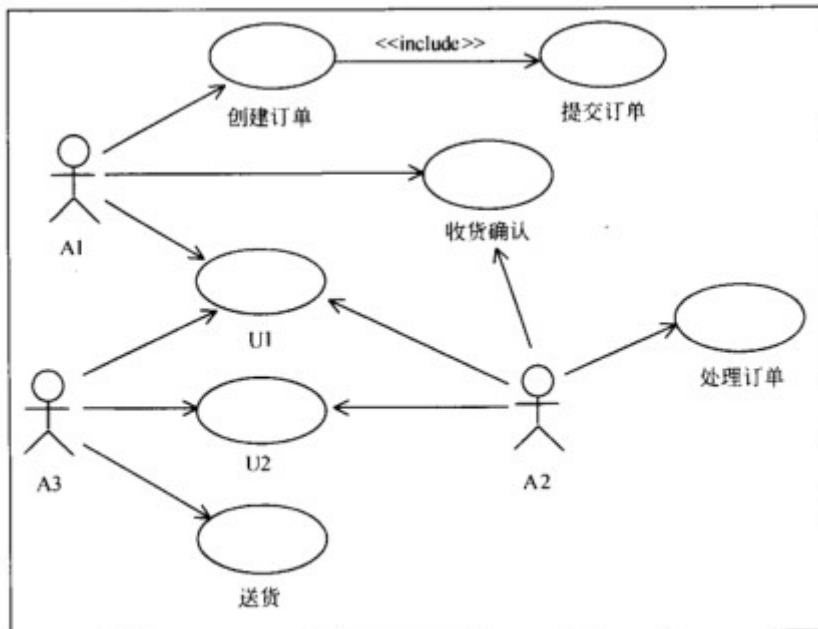 <<include>>
创建订单
提交订单
A1
收货确认
U1
处理订单
U2
A3
A2
送货